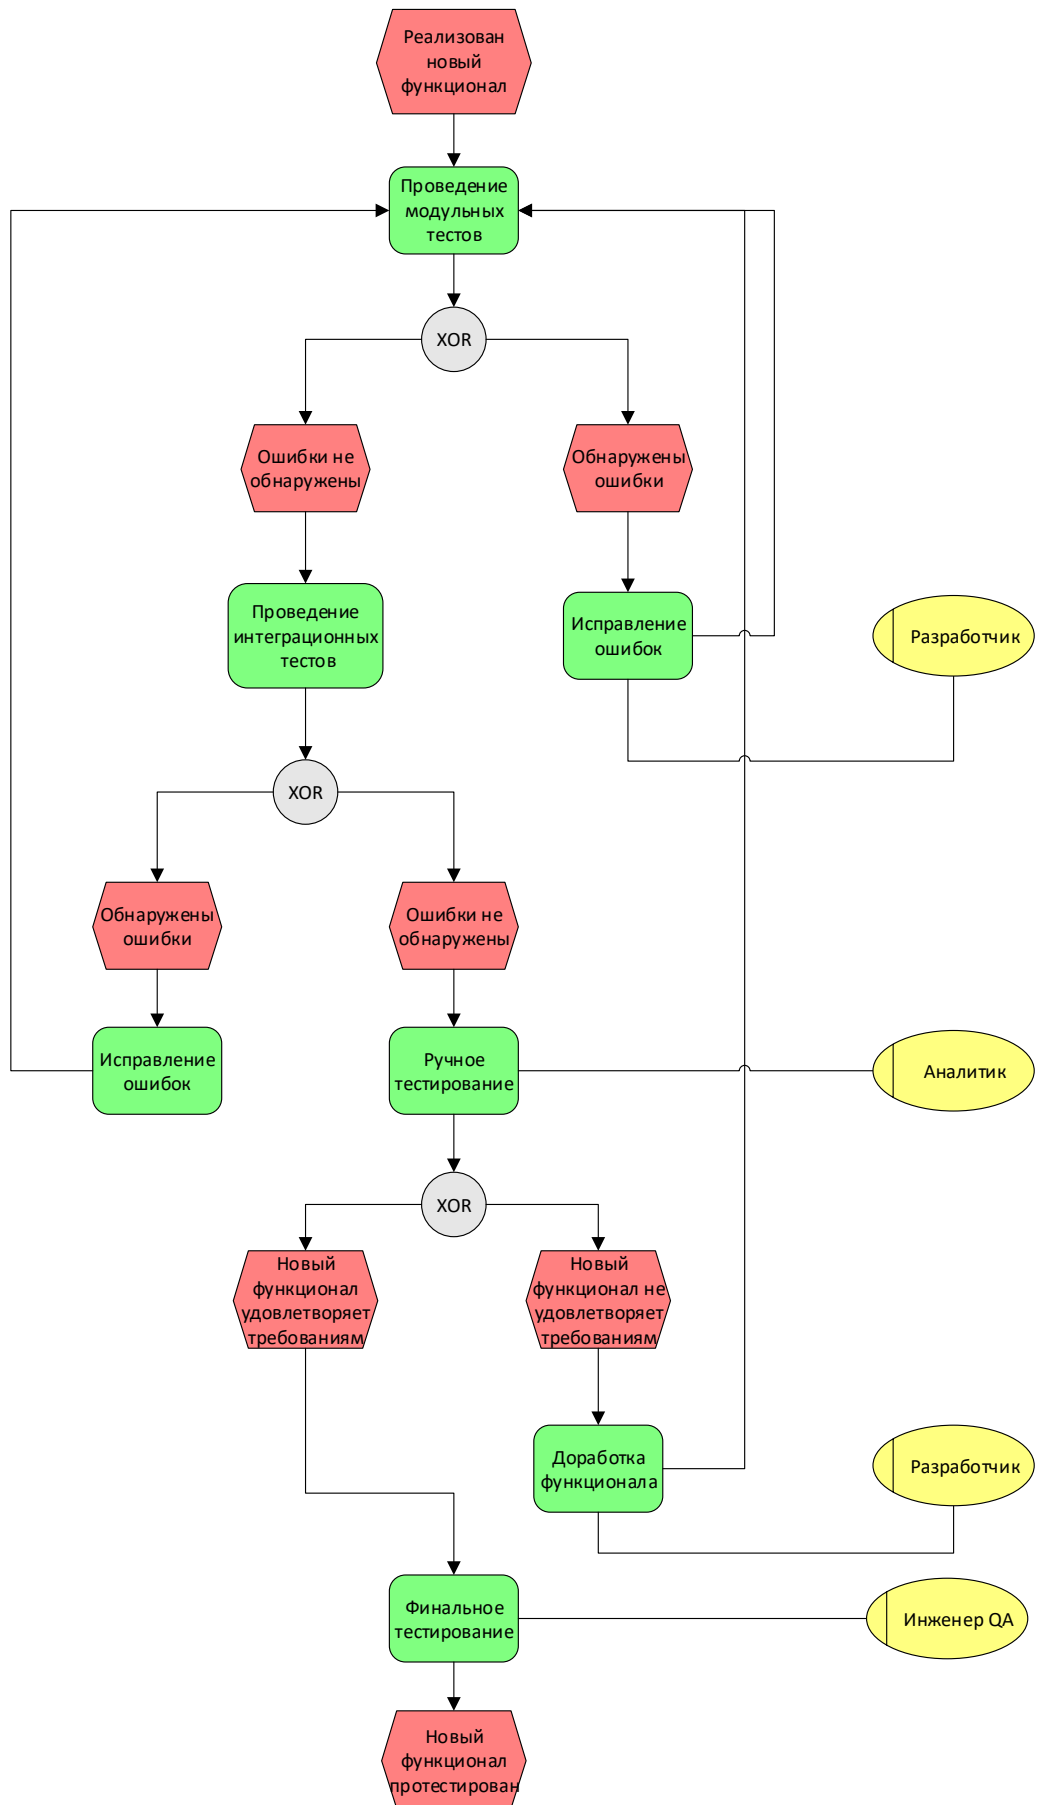 Реализован
новый
функционал
Проведение
модульных
тестов
XOR
Ошибки не
обнаружены
Обнаружены
ошибки
Проведение
интеграционных
тестов
Исправление
ошибок
Разработчик
XOR
Обнаружены
ошибки
Ошибки не
обнаружены
Исправление
ошибок
Ручное
тестирование
Аналитик
XOR
Новый
функционал
удовлетворяет
требованиям
Новый
функционал не
удовлетворяет
требованиям
Доработка
функционала
Разработчик
Финальное
тестирование
Инженер QA
Новый
функционал
протестирован